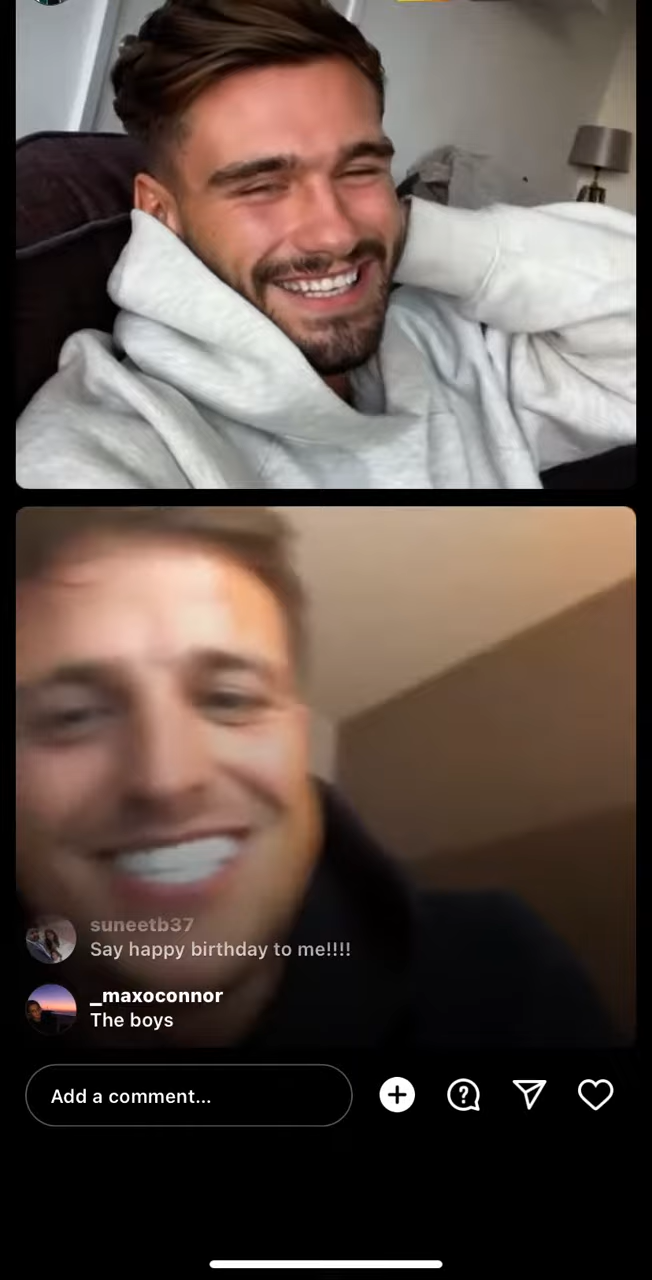 suneetb37
Say happy birthday to me!!!!
_maxoconnor
The boys
Add a comment...